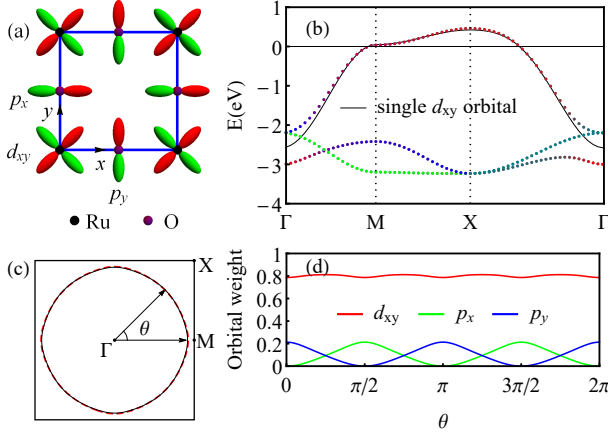 (a)
p_x
y
d_xy
x
p_y
Ru O
(b)
E(eV)
1
0
−1
−2
−3
−4
single d_xy orbital
Γ M X Γ
(c)
X
θ
Γ
M
(d)
Orbital weight
1
0.8
0.6
0.4
0.2
0
d_xy p_x p_y
0 π/2 π 3π/2 2π
θ